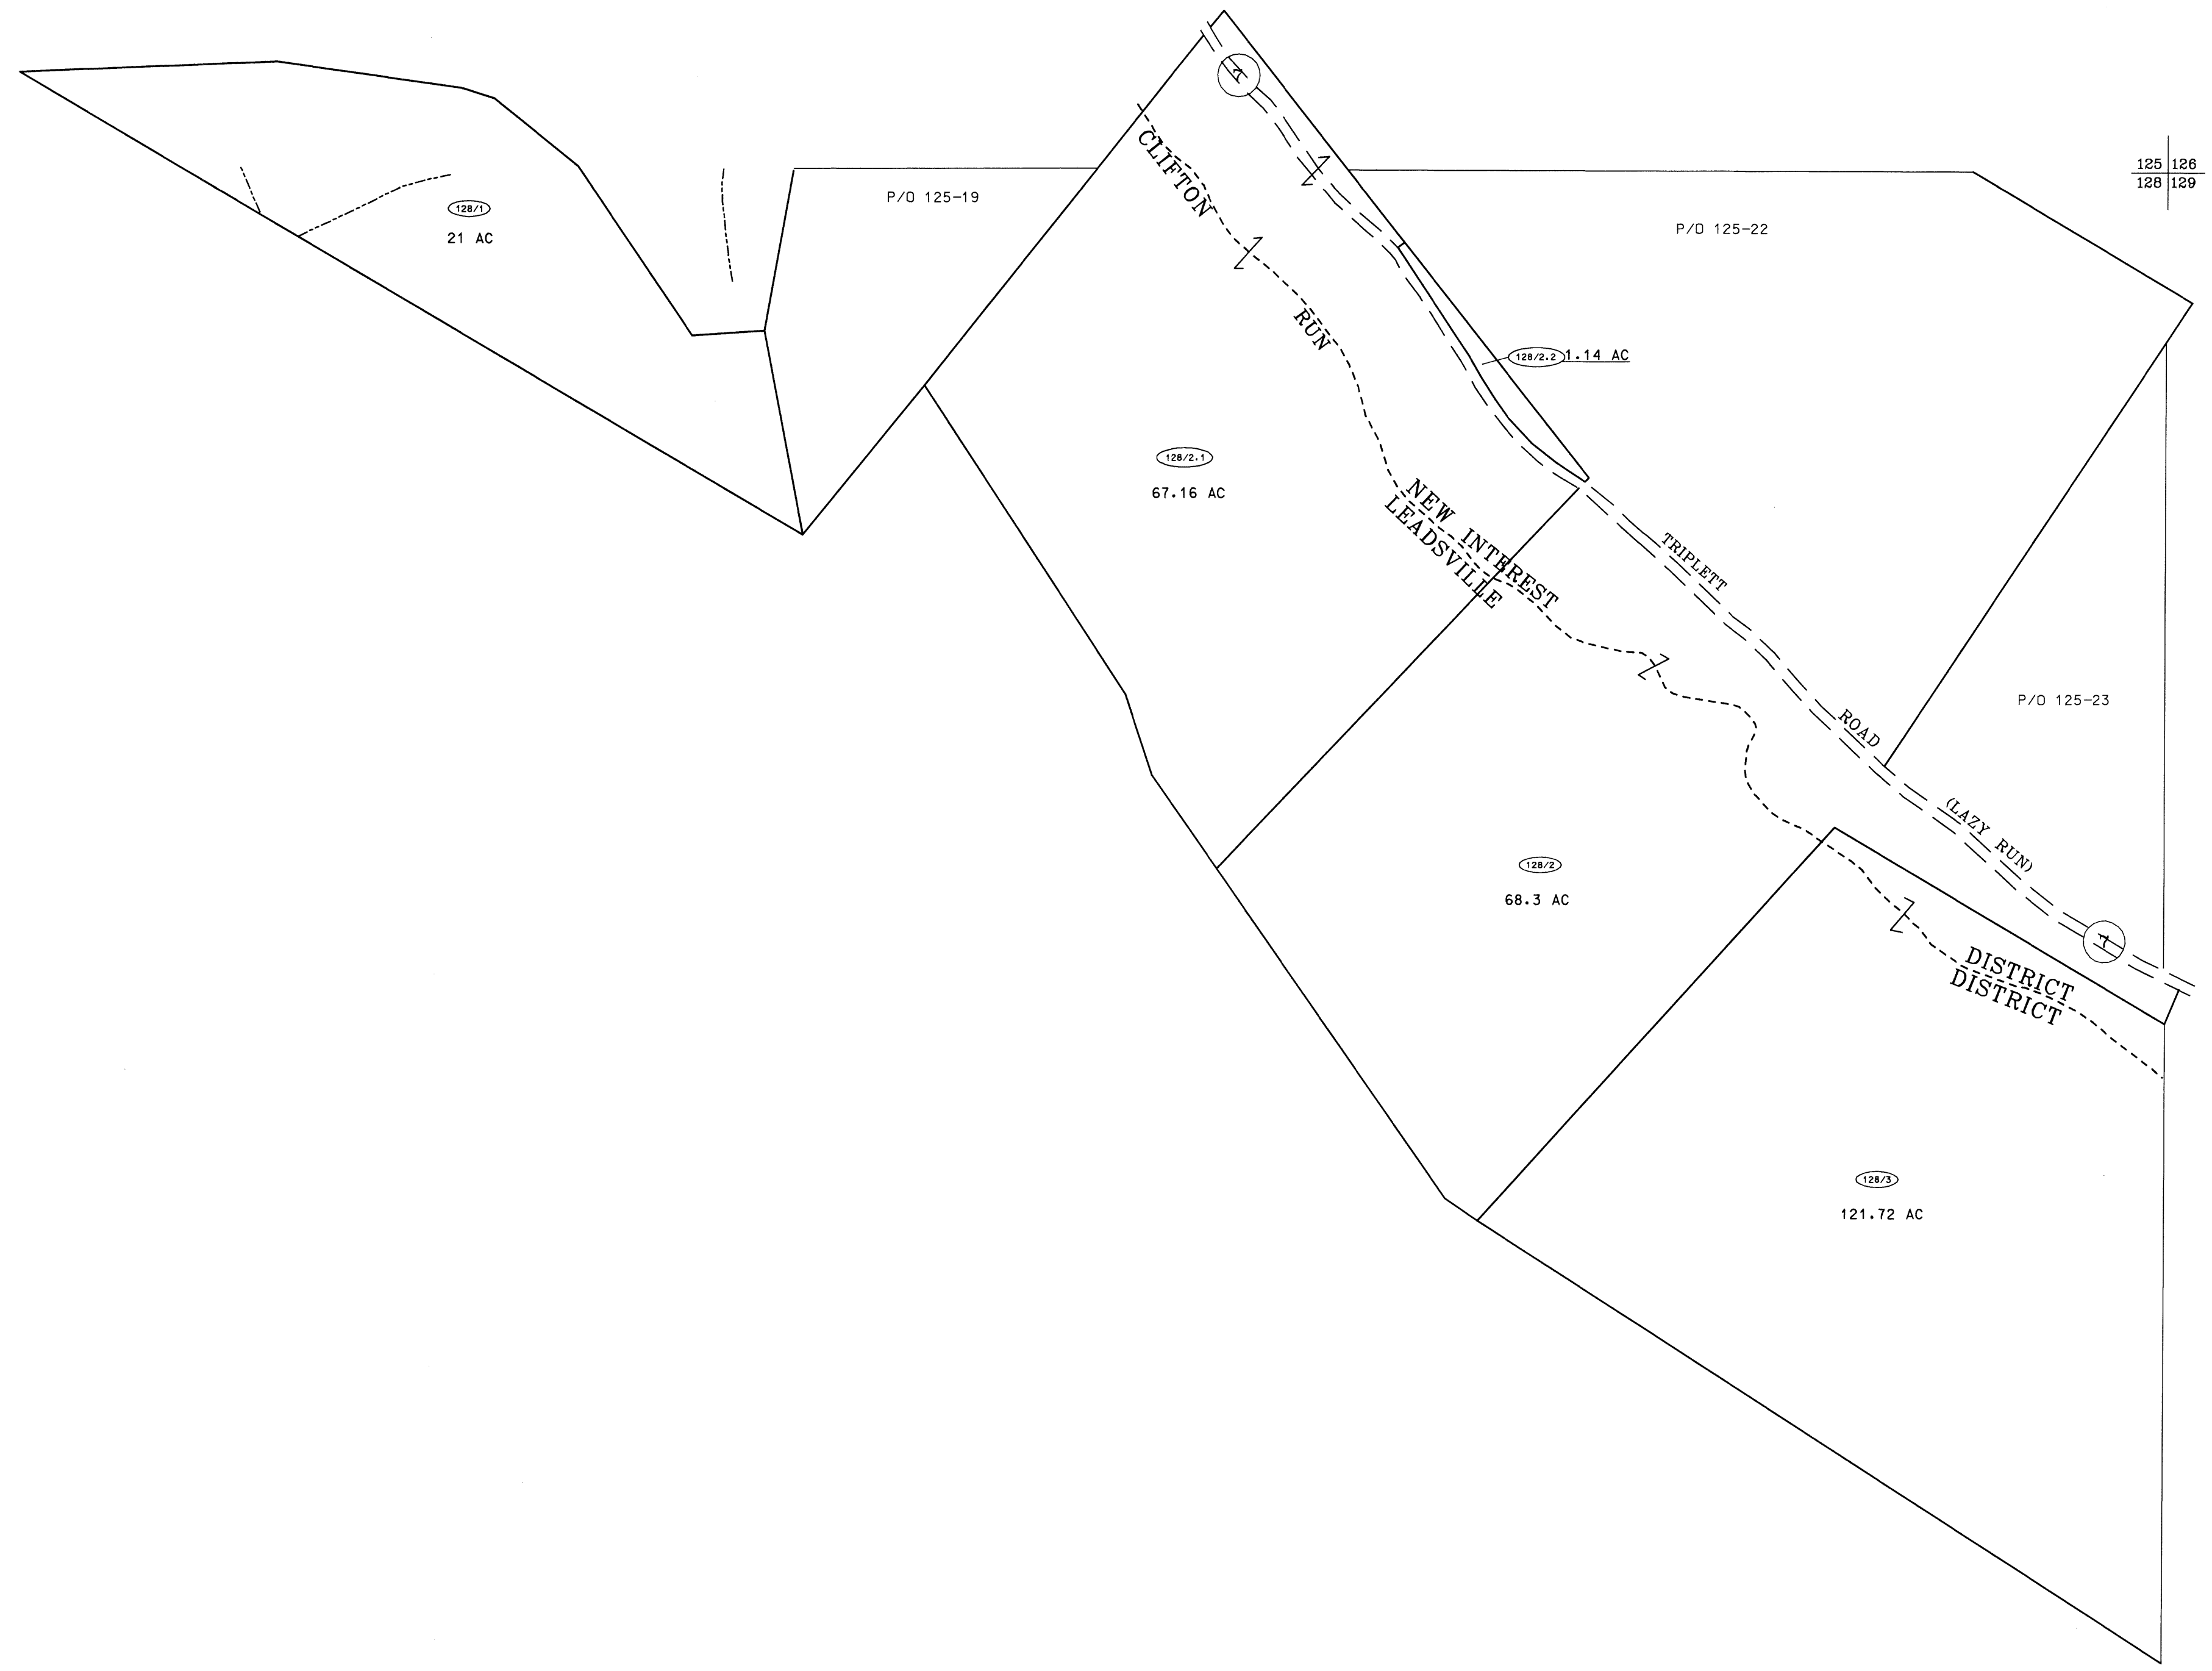 125 126
128 129
P/O 125-19
P/O 125-22
128/1
21 AC
CLIFTON
RUN
128/2.2 1.14 AC
128/2.1
67.16 AC
NEW INTEREST
LEADSVILLE
TRIPLETT
ROAD
(LAZY RUN)
P/O 125-23
128/2
68.3 AC
7
DISTRICT
DISTRICT
128/3
121.72 AC